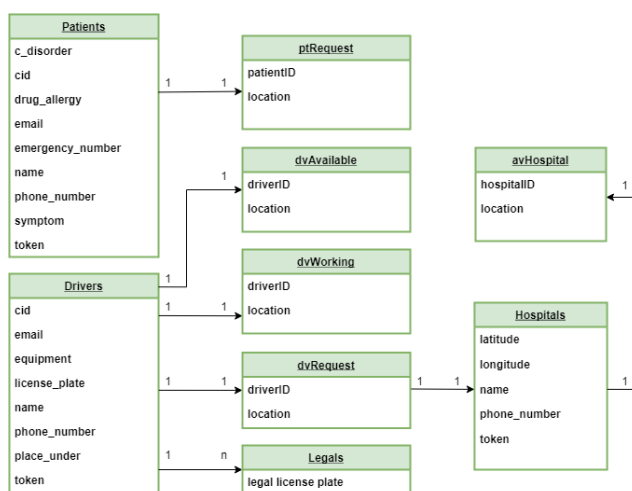 Patients
c_disorder
cid
drug_allergy
email
emergency_number
name
phone_number
symptom
token
1
1
ptRequest
patientID
location
dvAvailable
driverID
location
1
avHospital
hospitalID
location
1
Drivers
cid
email
equipment
license_plate
name
phone_number
place_under
token
1
1
1
dvWorking
driverID
location
1
1
dvRequest
driverID
location
1
1
Hospitals
latitude
longitude
name
phone_number
token
1
1
n
Legals
legal license plate